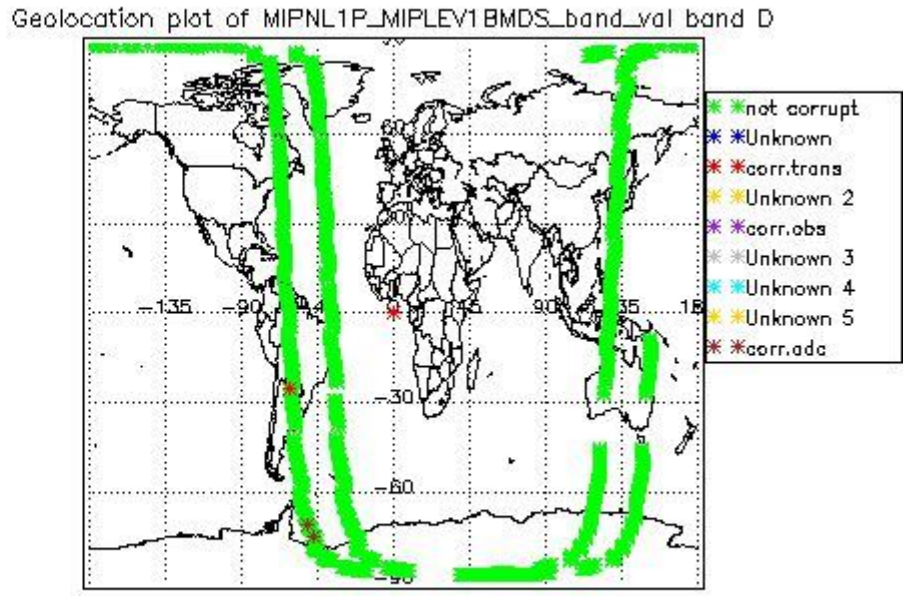 Geolocation plot of MIPNL1P_MIPLEV1BMDS_band_val band D
not corrupt
Unknown
corr.trans
Unknown 2
corr.obs
Unknown 3
Unknown 4
Unknown 5
corr.adc
-135
-90
90
-30
-60
-90